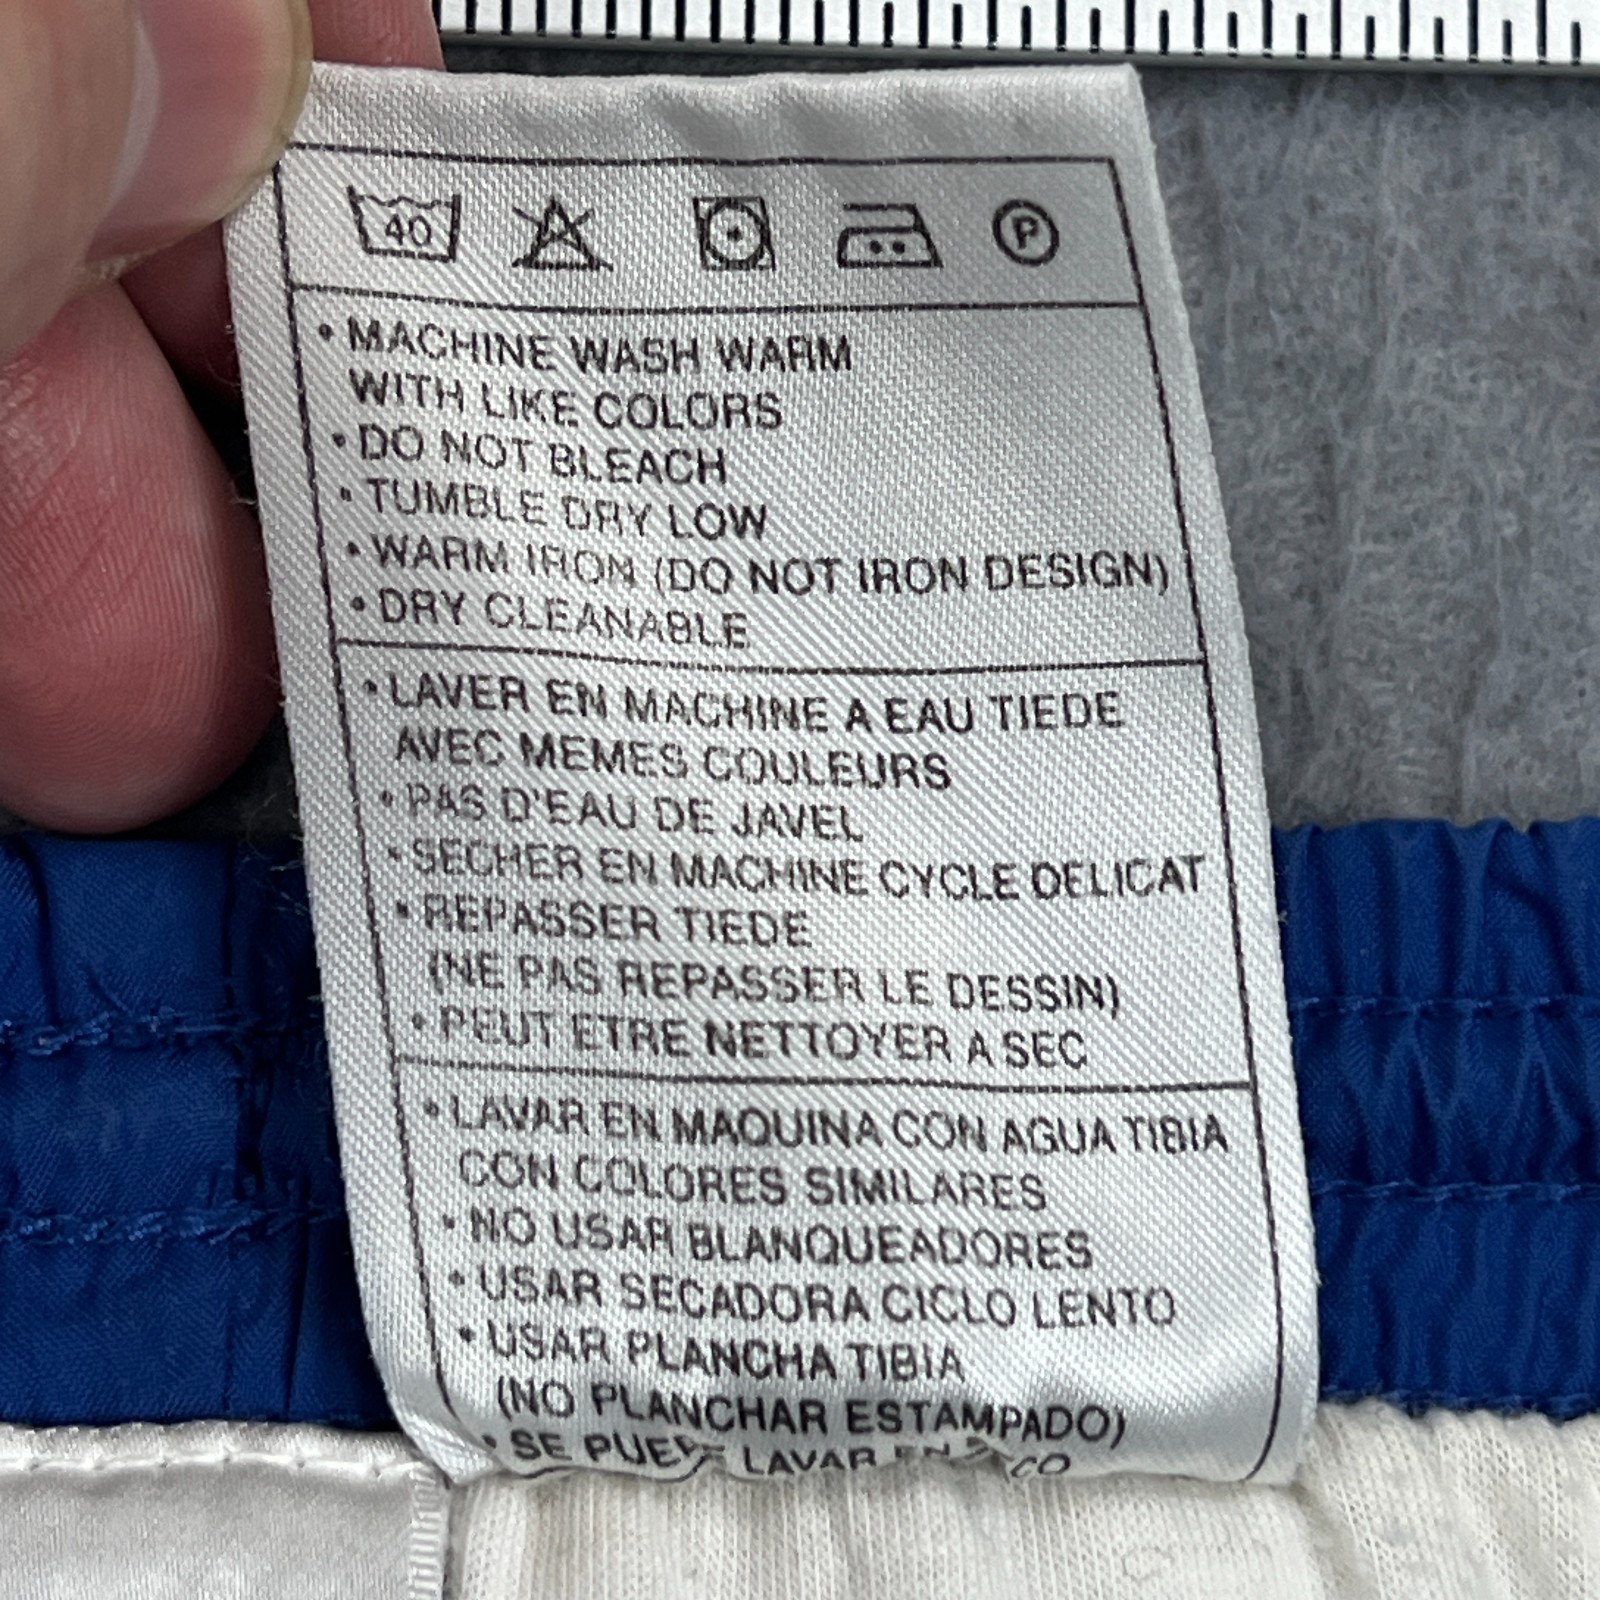 40
P
• MACHINE WASH WARM
WITH LIKE COLORS
• DO NOT BLEACH
• TUMBLE DRY LOW
• WARM IRON (DO NOT IRON DESIGN)
• DRY CLEANABLE
• LAVER EN MACHINE A EAU TIEDE
AVEC MEMES COULEURS
• PAS D'EAU DE JAVEL
• SECHER EN MACHINE CYCLE DELICAT
• REPASSER TIEDE
(NE PAS REPASSER LE DESSIN)
• PEUT ETRE NETTOYER A SEC
• LAVAR EN MAQUINA CON AGUA TIBIA
CON COLORES SIMILARES
• NO USAR BLANQUEADORES
• USAR SECADORA CICLO LENTO
• USAR PLANCHA TIBIA
(NO PLANCHAR ESTAMPADO)
• SE PUEDE LAVAR EN SECO